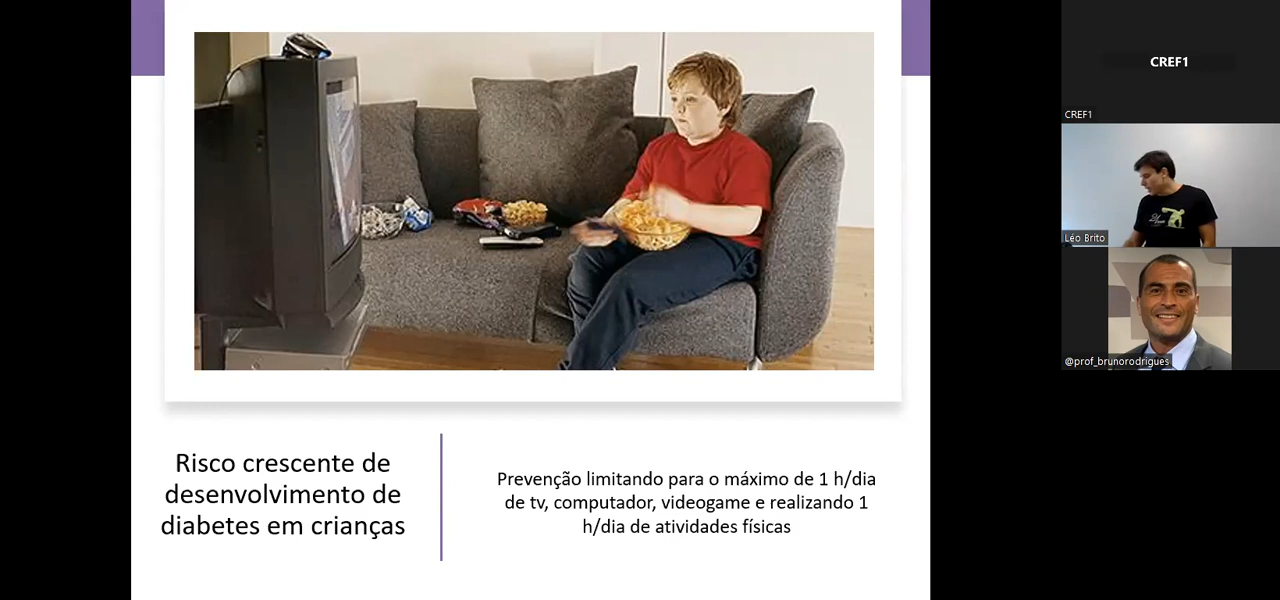 CREF1
CREF1
Léo Brito
@prof_brunorodrigues
Risco crescente de
desenvolvimento de
diabetes em crianças
Prevenção limitando para o máximo de 1 h/dia
de tv, computador, videogame e realizando 1
h/dia de atividades físicas